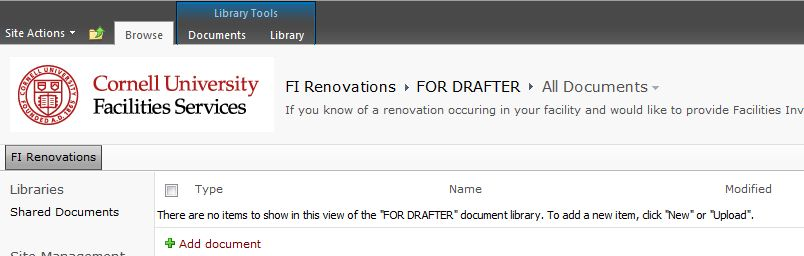 Library Tools
Site Actions Browse Documents Library
CORNELL UNIVERSITY FOUNDED A.D. 1865
Cornell University
Facilities Services
FI Renovations FOR DRAFTER All Documents
If you know of a renovation occuring in your facility and would like to provide Facilities Inv
FI Renovations
Libraries
Type Name Modified
Shared Documents
There are no items to show in this view of the "FOR DRAFTER" document library. To add a new item, click "New" or "Upload".
Add document
Site Management